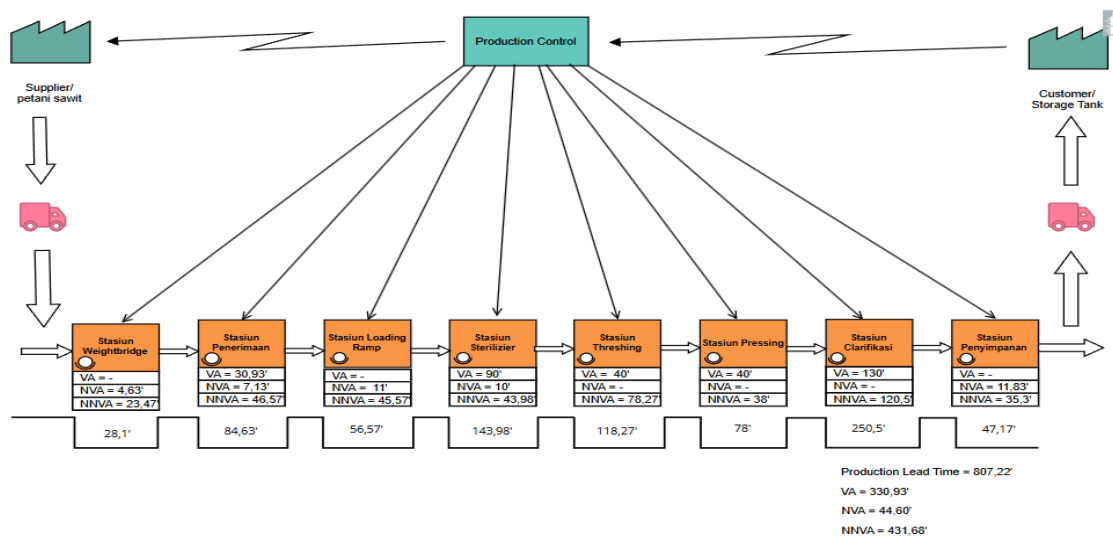 Production Control
Supplier/
petani sawit
Customer/
Storage Tank
Stasiun
Weightbridge
VA = -
NVA = 4,63'
NNVA = 23,47'
Stasiun
Penerimaan
VA = 30,93'
NVA = 7,13'
NNVA = 46,57'
Stasiun Loading
Ramp
VA = -
NVA = 11'
NNVA = 45,57'
Stasiun
Sterilizier
VA = 90'
NVA = 10'
NNVA = 43,98'
Stasiun
Threshing
VA = 40'
NVA = -
NNVA = 78,27'
Stasiun Pressing
VA = 40'
NVA = -
NNVA = 38'
Stasiun
Clarifikasi
VA = 130'
NVA = -
NNVA = 120,5'
Stasiun
Penyimpanan
VA = -
NVA = 11,83'
NNVA = 35,3'
28,1'
84,63'
56,57'
143,98'
118,27'
78'
250,5'
47,17'
Production Lead Time = 807,22'
VA = 330,93'
NVA = 44,60'
NNVA = 431,68'